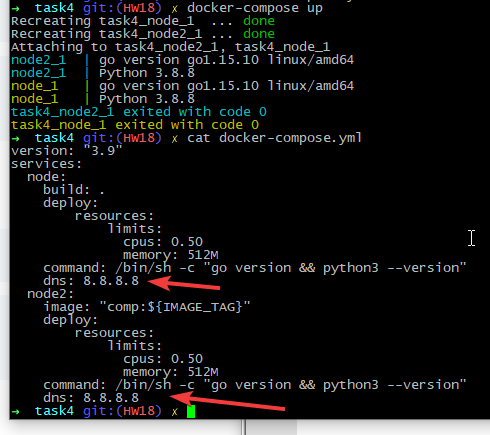 → task4 git:(HW18) ✗ docker-compose up
Recreating task4_node_1  ... done
Recreating task4_node2_1 ... done
Attaching to task4_node2_1, task4_node_1
node2_1  | go version go1.15.10 linux/amd64
node2_1  | Python 3.8.8
node_1   | go version go1.15.10 linux/amd64
node_1   | Python 3.8.8
task4_node2_1 exited with code 0
task4_node_1 exited with code 0
→ task4 git:(HW18) ✗ cat docker-compose.yml
version: "3.9"
services:
  node:
    build: .
    deploy:
        resources:
            limits:
              cpus: 0.50
              memory: 512M
    command: /bin/sh -c "go version && python3 --version"
    dns: 8.8.8.8
  node2:
    image: "comp:${IMAGE_TAG}"
    deploy:
        resources:
            limits:
              cpus: 0.50
              memory: 512M
    command: /bin/sh -c "go version && python3 --version"
    dns: 8.8.8.8
→ task4 git:(HW18) ✗